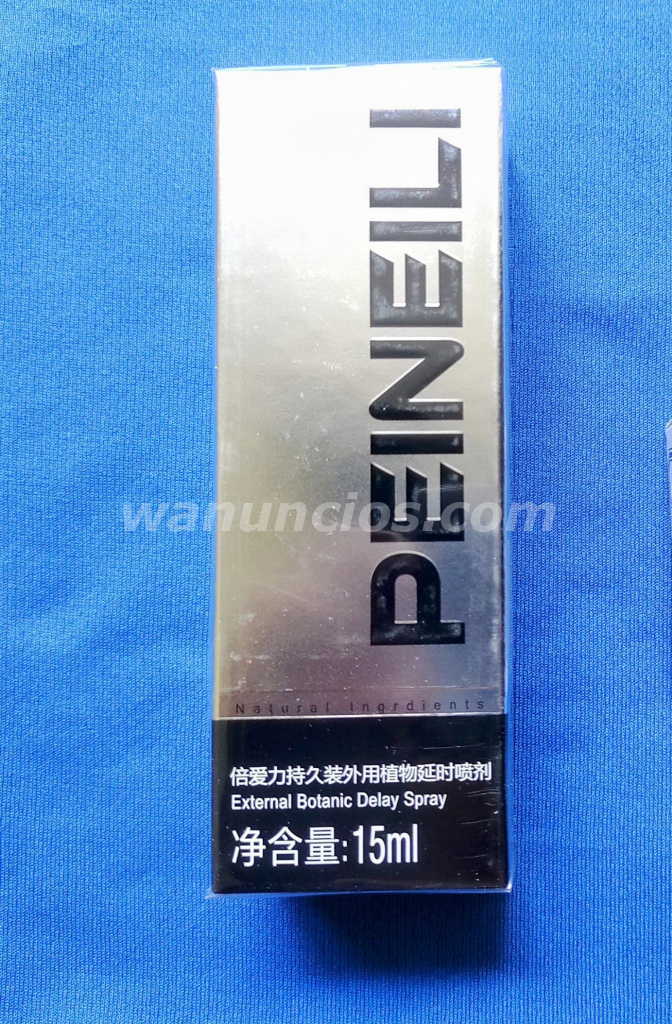 PEINEILI
wanuncios.com
Natural Ingrdients
倍爱力持久装外用植物延时喷剂
External Botanic Delay Spray
净含量:15ml